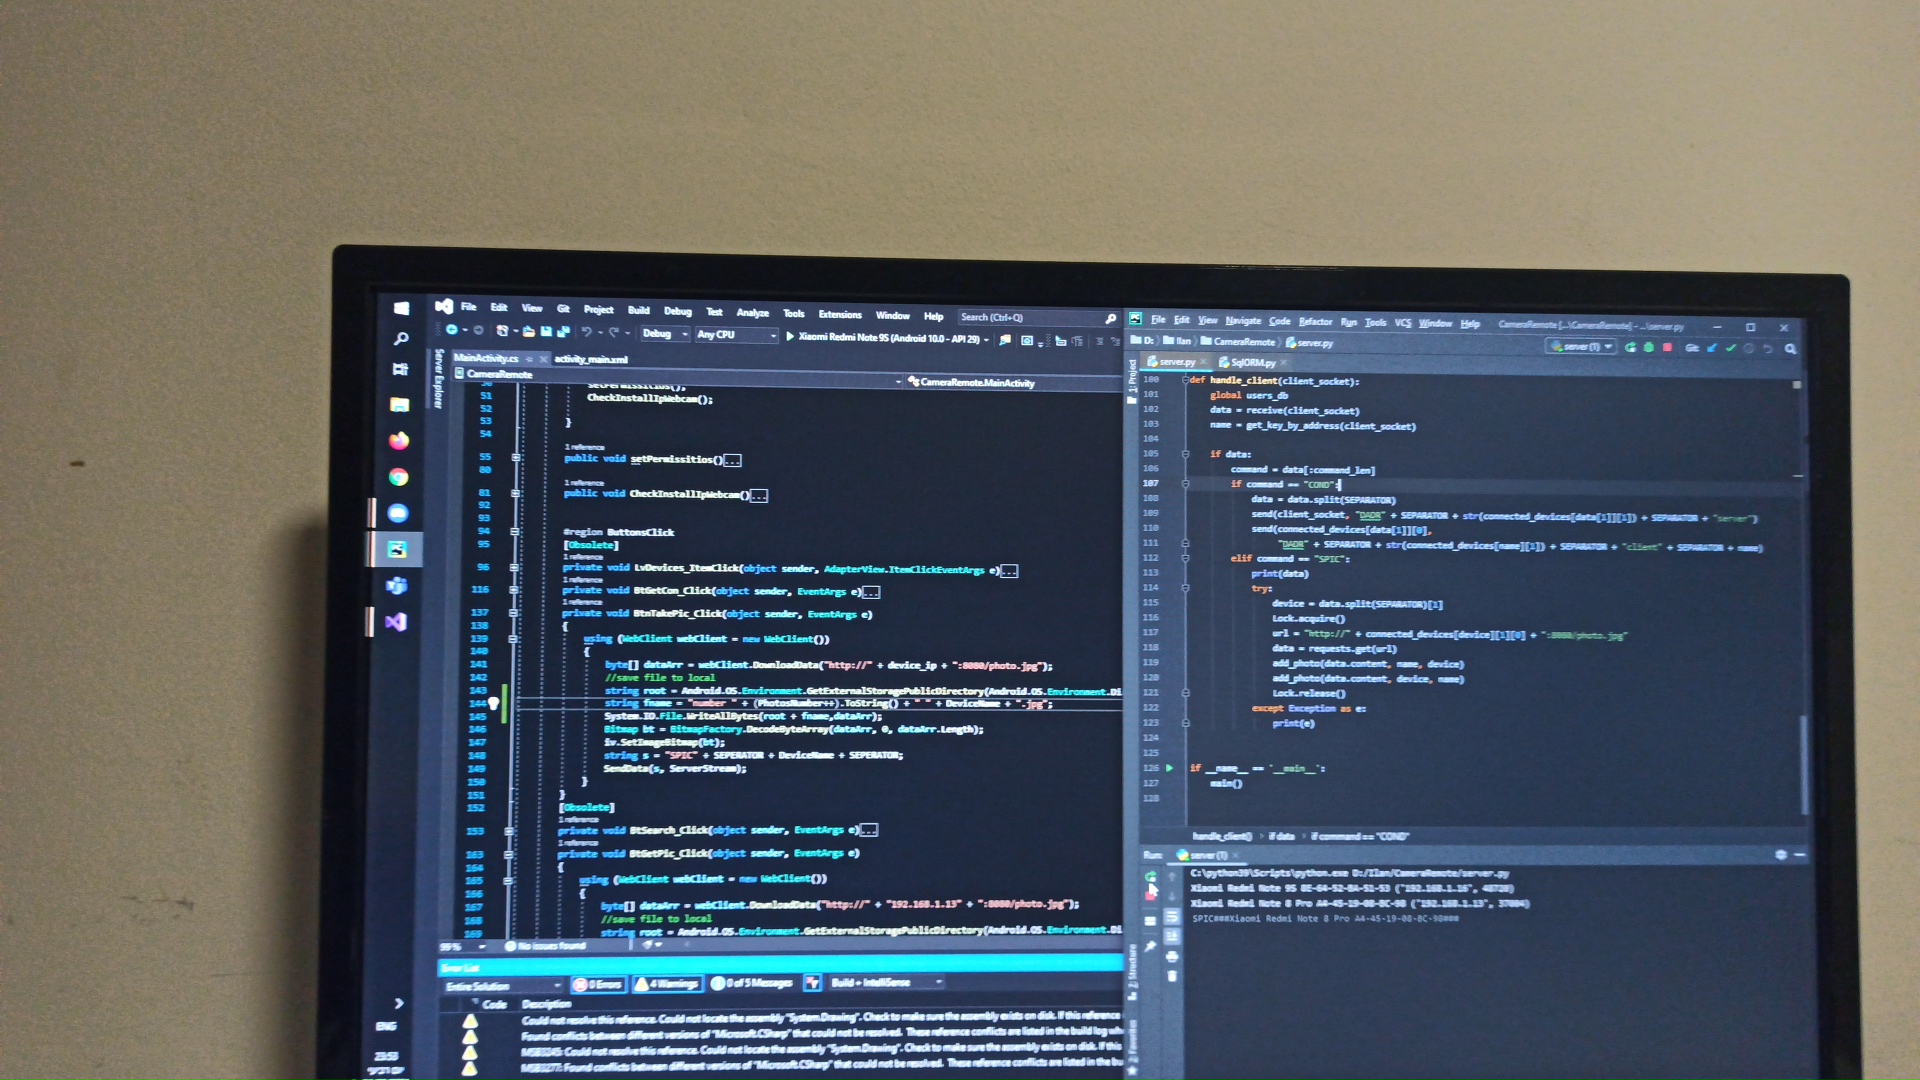 File Edit View Git Project Build Debug Test Analyze Tools Extensions Window Help Search (Ctrl+Q)
Debug Any CPU Xiaomi Redmi Note 9S (Android 10.0 - API 29)
Server Explorer
MainActivity.cs activity_main.xml
CameraRemote CameraRemote.MainActivity
50 setPermissitios();
51 CheckInstallIpWebcam();
52
53 }
54
1 reference
55 public void setPermissitios()...
80
1 reference
81 public void CheckInstallIpWebcam()...
92
93
94 #region ButtonsClick
95 [Obsolete]
1 reference
96 private void LvDevices_ItemClick(object sender, AdapterView.ItemClickEventArgs e)...
1 reference
116 private void BtGetCon_Click(object sender, EventArgs e)...
1 reference
137 private void BtnTakePic_Click(object sender, EventArgs e)
138 {
139 using (WebClient webClient = new WebClient())
140 {
141 byte[] dataArr = webClient.DownloadData("http://" + device_ip + ":8080/photo.jpg");
142 //save file to local
143 string root = Android.OS.Environment.GetExternalStoragePublicDirectory(Android.OS.Environment.Di
144 string fname = "number " + (PhotosNumber++).ToString() + " " + DeviceName + ".jpg";
145 System.IO.File.WriteAllBytes(root + fname,dataArr);
146 Bitmap bt = BitmapFactory.DecodeByteArray(dataArr, 0, dataArr.Length);
147 iv.SetImageBitmap(bt);
148 string s = "SPIC" + SEPERATOR + DeviceName + SEPERATOR;
149 SendData(s, ServerStream);
150 }
151 }
152 [Obsolete]
1 reference
153 private void BtSearch_Click(object sender, EventArgs e)...
1 reference
163 private void BtGetPic_Click(object sender, EventArgs e)
164 {
165 using (WebClient webClient = new WebClient())
166 {
167 byte[] dataArr = webClient.DownloadData("http://" + "192.168.1.13" + ":8080/photo.jpg");
168 //save file to local
169 string root = Android.OS.Environment.GetExternalStoragePublicDirectory(Android.OS.Environment.Di
99 % No issues found
Error List
Entire Solution 0 Errors 4 Warnings 0 of 5 Messages Build + IntelliSense
Code Description
Could not resolve this reference. Could not locate the assembly "System.Drawing". Check to make sure the assembly exists on disk. If this reference
Found conflicts between different versions of "Microsoft.CSharp" that could not be resolved. These reference conflicts are listed in the build log wh
MSB3245: Could not resolve this reference. Could not locate the assembly "System.Drawing". Check to make sure the assembly exists on disk. If this
MSB3277: Found conflicts between different versions of "Microsoft.CSharp" that could not be resolved. These reference conflicts are listed in the bu
ENG
23:53
File Edit View Navigate Code Refactor Run Tools VCS Window Help CameraRemote [...\CameraRemote] - ...\server.py
D: Ilan CameraRemote server.py server (1) Git:
1: Project
server.py SqlORM.py
100 def handle_client(client_socket):
101 global users_db
102 data = receive(client_socket)
103 name = get_key_by_address(client_socket)
104
105 if data:
106 command = data[:command_len]
107 if command == "COND":
108 data = data.split(SEPARATOR)
109 send(client_socket, "DADR" + SEPARATOR + str(connected_devices[data[1]][1]) + SEPARATOR + "server")
110 send(connected_devices[data[1]][0],
111 "DADR" + SEPARATOR + str(connected_devices[name][1]) + SEPARATOR + "client" + SEPARATOR + name)
112 elif command == "SPIC":
113 print(data)
114 try:
115 device = data.split(SEPARATOR)[1]
116 Lock.acquire()
117 url = "http://" + connected_devices[device][1][0] + ":8080/photo.jpg"
118 data = requests.get(url)
119 add_photo(data.content, name, device)
120 add_photo(data.content, device, name)
121 Lock.release()
122 except Exception as e:
123 print(e)
124
125
126 if __name__ == '__main__':
127 main()
128
handle_client() if data if command == "COND"
Run: server (1)
C:\python39\Scripts\python.exe D:/Ilan/CameraRemote/server.py
Xiaomi Redmi Note 9S 8E-64-52-BA-51-53 ("192.168.1.16", 48720)
Xiaomi Redmi Note 8 Pro A4-45-19-08-8C-98 ("192.168.1.13", 37004)
SPIC###Xiaomi Redmi Note 8 Pro A4-45-19-08-8C-98###
Z: Structure
2: Favorites